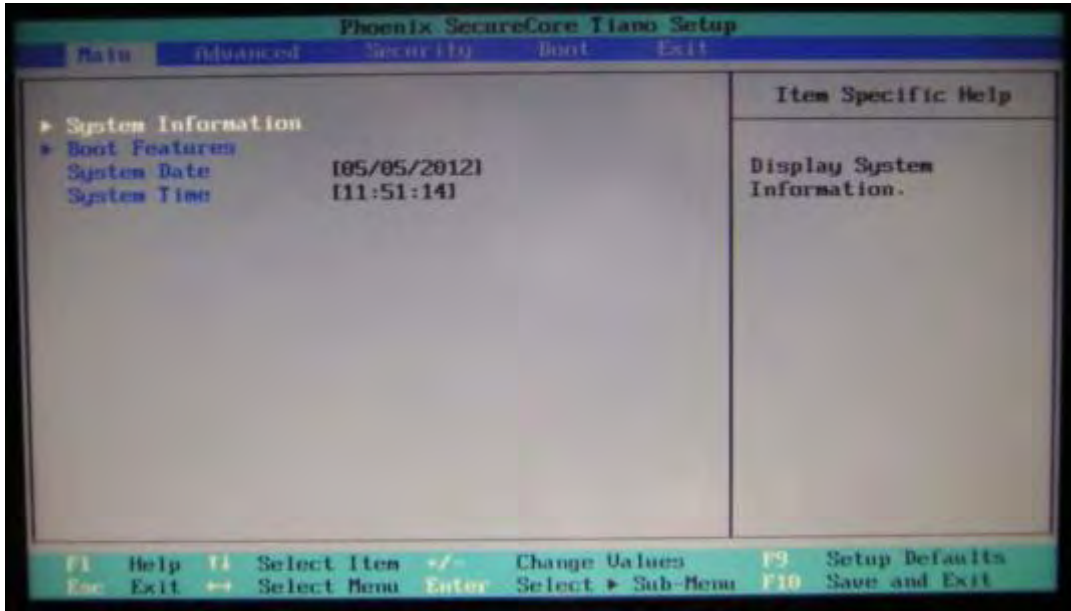 Phoenix SecureCore Tiano Setup
Main Advanced Security Boot Exit
Item Specific Help
► System Information
► Boot Features
System Date [05/05/2012]
System Time [11:51:14]
Display System
Information.
F1 Help ↑↓ Select Item +/- Change Values F9 Setup Defaults
Esc Exit ↔ Select Menu Enter Select ► Sub-Menu F10 Save and Exit